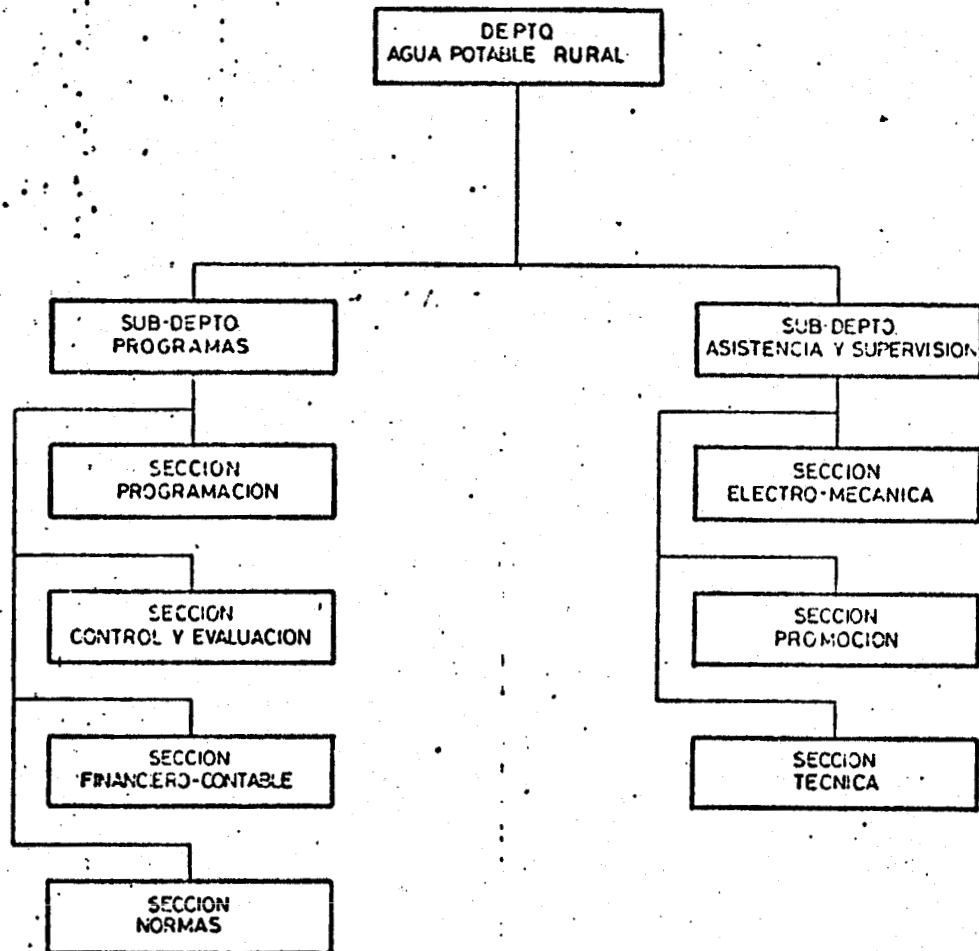 DEPTO
AGUA POTABLE RURAL
SUB-DEPTO
PROGRAMAS
SECCION
PROGRAMACION
SECCION
CONTROL Y EVALUACION
SECCION
FINANCIERO-CONTABLE
SECCION
NORMAS
SUB-DEPTO.
ASISTENCIA Y SUPERVISION
SECCION
ELECTRO-MECANICA
SECCION
PROMOCION
SECCION
TECNICA